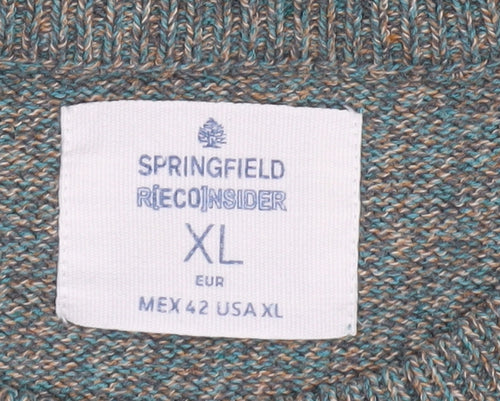 SPRINGFIELD
R[ECO]NSIDER
XL
EUR
MEX 42 USA XL